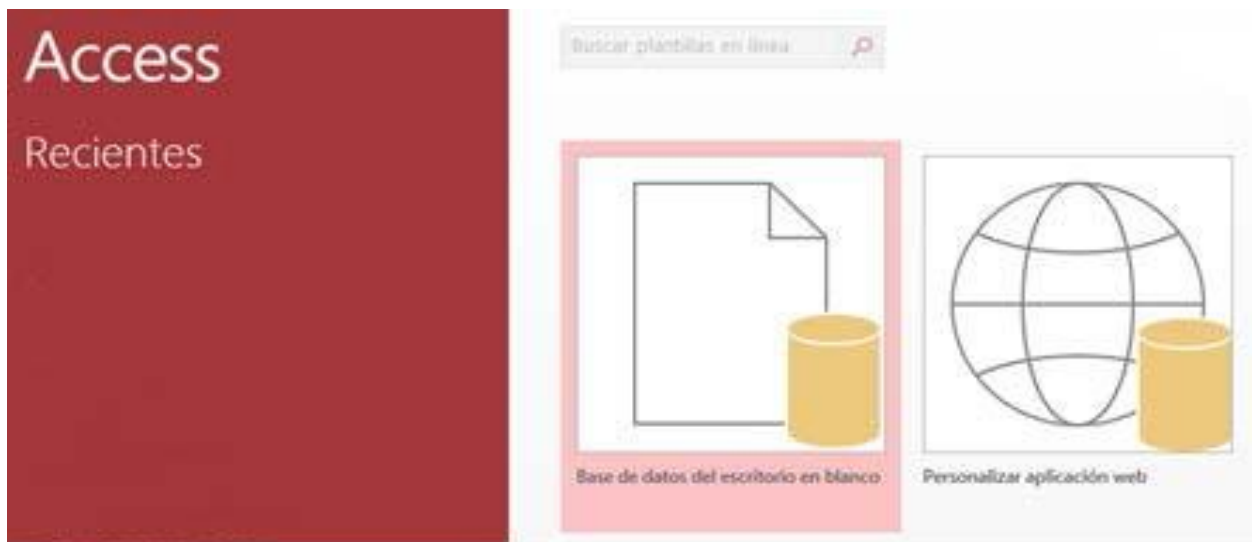 Access
Recientes
Buscar plantillas en línea
Base de datos del escritorio en blanco
Personalizar aplicación web